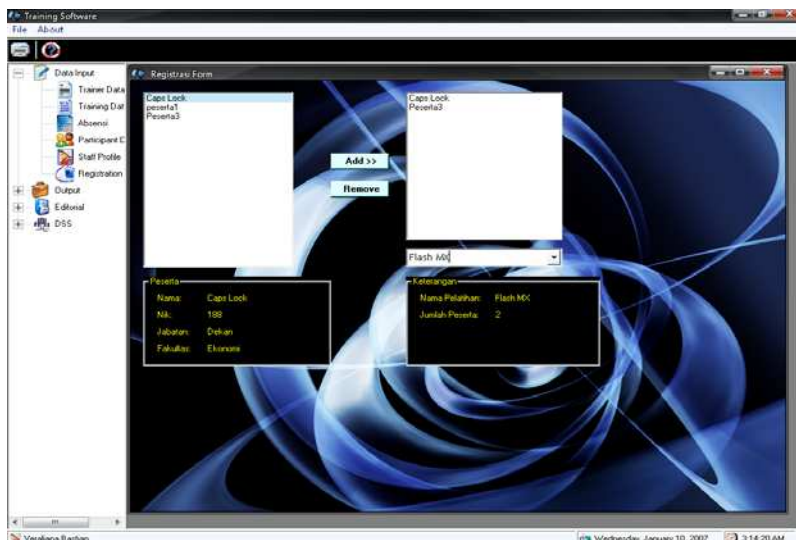 Training Software
File About
Data Input
Trainer Data
Training Dat
Absensi
Participant D
Staff Profile
Registration
Output
Editorial
DSS
Registrasi Form
Caps Lock
peserta1
Peserta3
Add >>
Remove
Caps Lock
Peserta3
Flash MX
Peserta
Nama: Caps Lock
Nik: 188
Jabatan: Dekan
Fakultas: Ekonomi
Keterangan
Nama Pelatihan: Flash MX
Jumlah Peserta: 2
Veraliana Bastian
Wednesday, January 10, 2007
3:14:20 AM